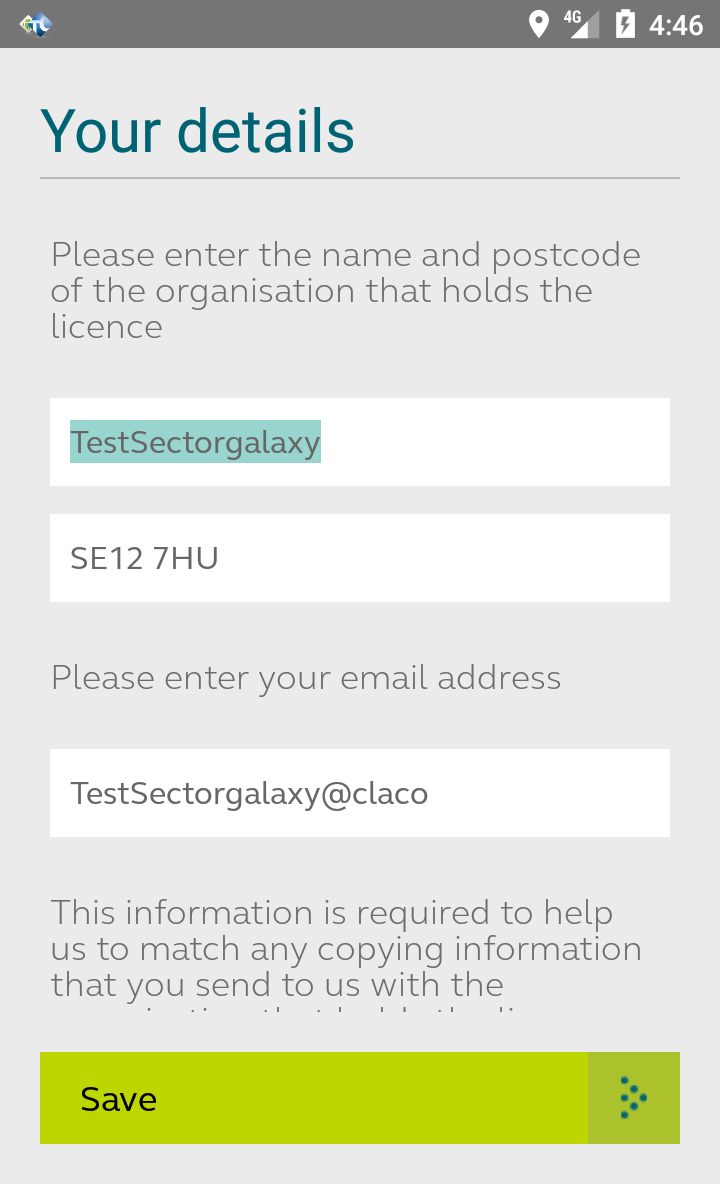 4G 4:46
Your details
Please enter the name and postcode
of the organisation that holds the
licence
TestSectorgalaxy
SE12 7HU
Please enter your email address
TestSectorgalaxy@claco
This information is required to help
us to match any copying information
that you send to us with the
Save